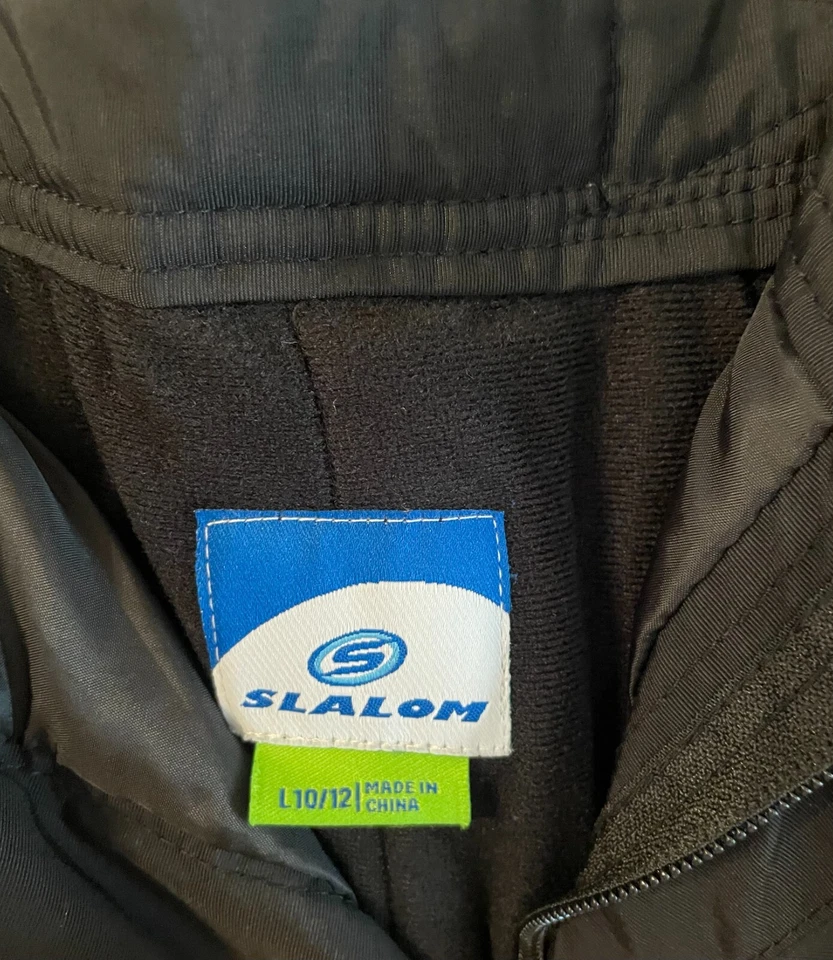 S
SLALOM
L10/12| MADE IN
CHINA